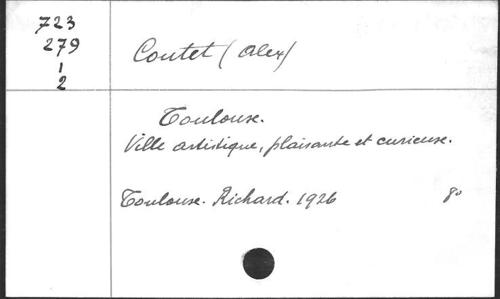 723
279
1
2
Coutet (Alex)
Toulouse.
Ville artistique, plaisante et curieuse.
Toulouse. Richard. 1926 8°